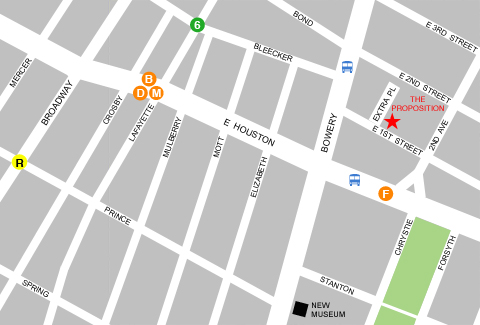 BOND
E 3RD STREET
6
BLEECKER
MERCER
BROADWAY
B
D
M
CROSBY
LAFAYETTE
MULBERRY
E HOUSTON
MOTT
ELIZABETH
BOWERY
E 2ND STREET
EXTRA PL
THE
PROPOSITION
E 1ST STREET
2ND AVE
R
F
PRINCE
CHRYSTIE
FORSYTH
SPRING
STANTON
NEW
MUSEUM